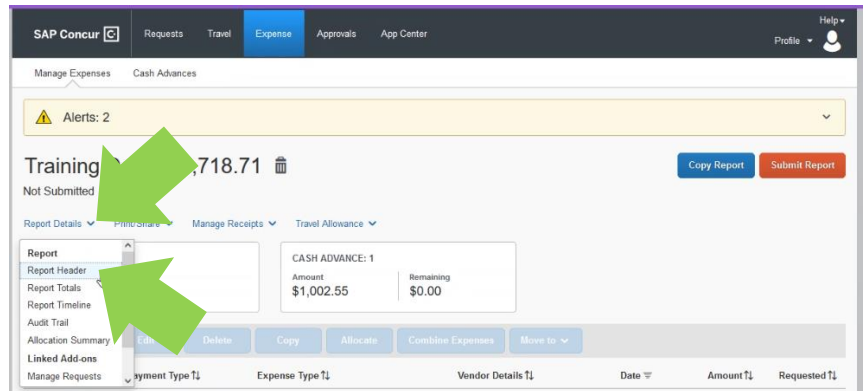 Help
SAP Concur C Requests Travel Expense Approvals App Center Profile
Manage Expenses Cash Advances
Alerts: 2
Training ,718.71 Copy Report Submit Report
Not Submitted
Report Details Print/Share Manage Receipts Travel Allowance
Report
Report Header
Report Totals
Report Timeline
Audit Trail
Allocation Summary
Linked Add-ons
Manage Requests
CASH ADVANCE: 1
Amount Remaining
$1,002.55 $0.00
Delete Copy Allocate Combine Expenses Move to
Expense Type Vendor Details Date Amount Requested